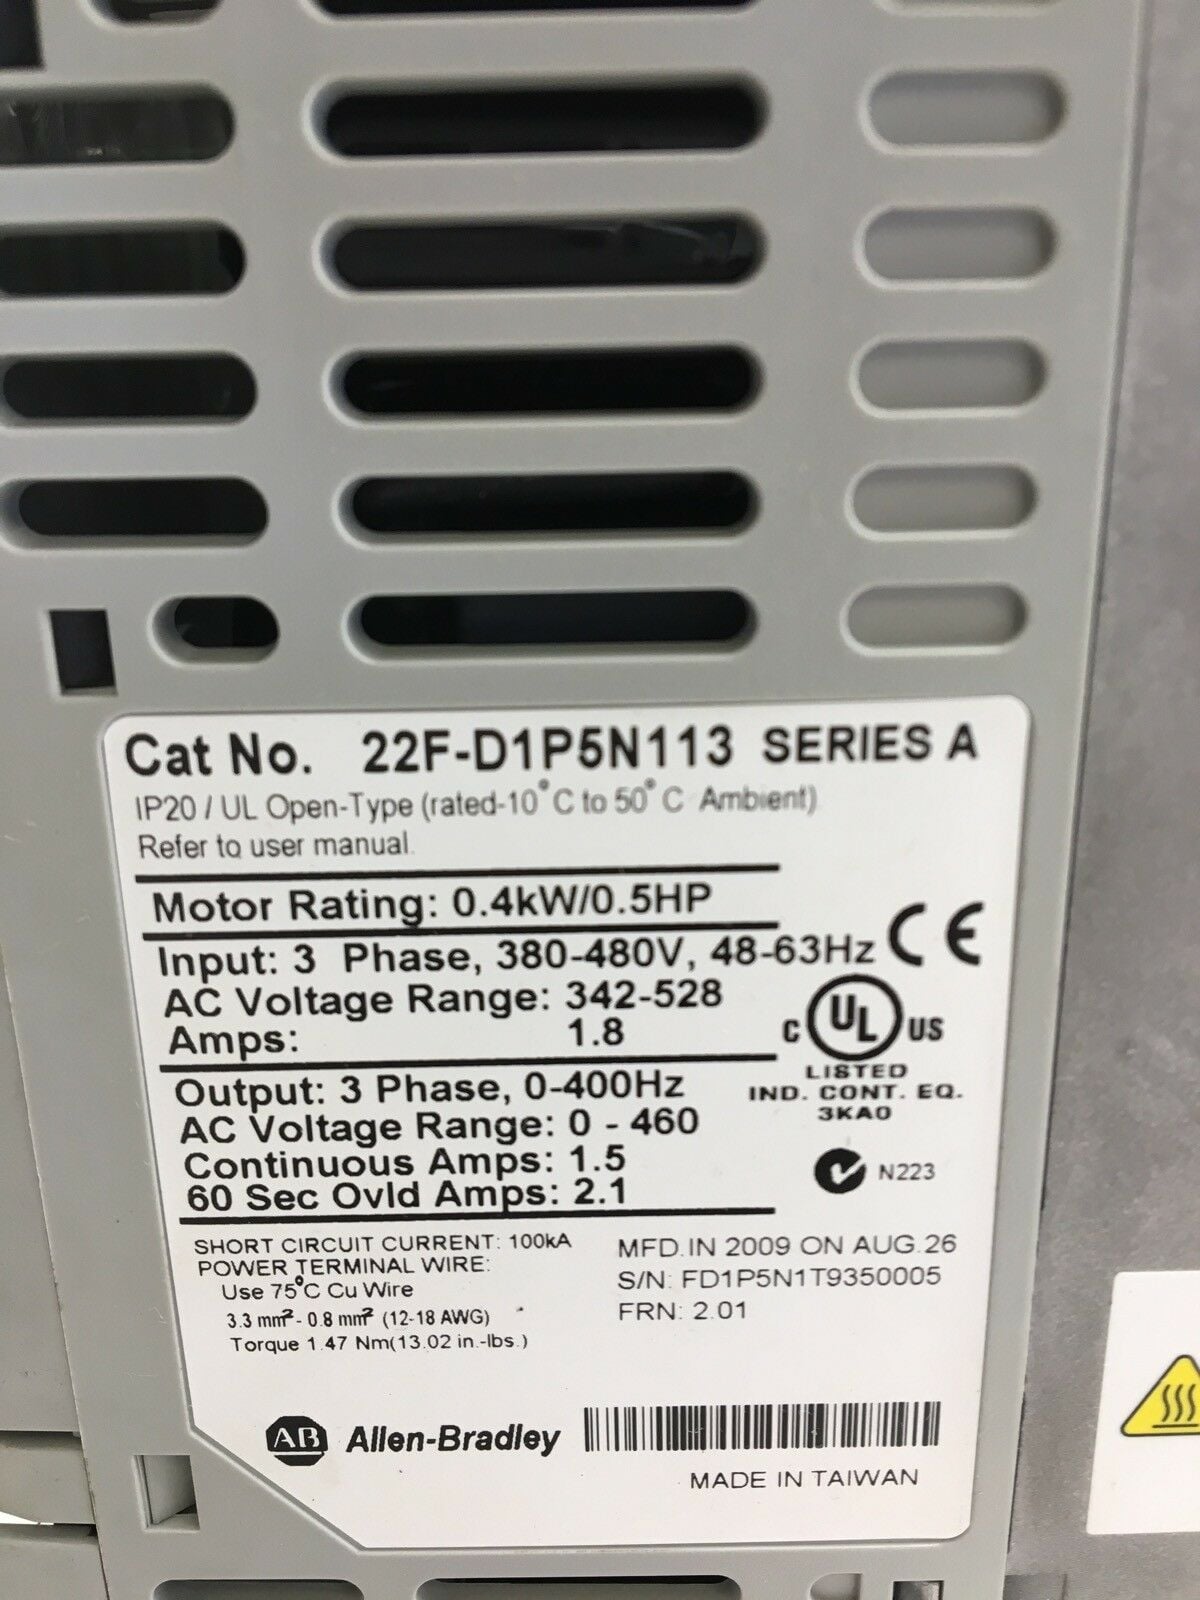 Cat No. 22F-D1P5N113 SERIES A
IP20 / UL Open-Type (rated-10°C to 50°C Ambient)
Refer to user manual.
Motor Rating: 0.4kW/0.5HP
Input: 3 Phase, 380-480V, 48-63Hz CE
AC Voltage Range: 342-528
Amps: 1.8
C UL US
LISTED
IND. CONT. EQ.
3KA0
Output: 3 Phase, 0-400Hz
AC Voltage Range: 0 - 460
Continuous Amps: 1.5
60 Sec Ovld Amps: 2.1
N223
SHORT CIRCUIT CURRENT: 100kA
POWER TERMINAL WIRE:
Use 75°C Cu Wire
3.3 mm² - 0.8 mm² (12-18 AWG)
Torque 1.47 Nm(13.02 in.-lbs.)
MFD. IN 2009 ON AUG. 26
S/N: FD1P5N1T9350005
FRN: 2.01
AB Allen-Bradley
MADE IN TAIWAN